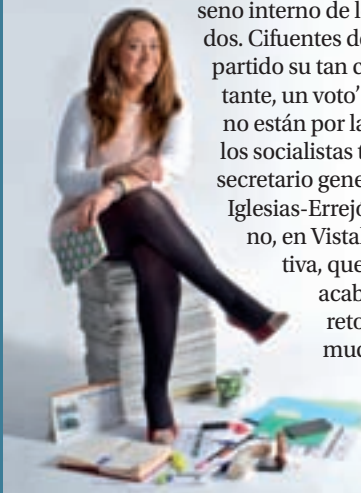 seno interno de l
dos. Cifuentes de
partido su tan c
tante, un voto’
no están por la
los socialistas t
secretario gene
Iglesias-Errejó
no, en Vistal
tiva, que
acab
reto
muc